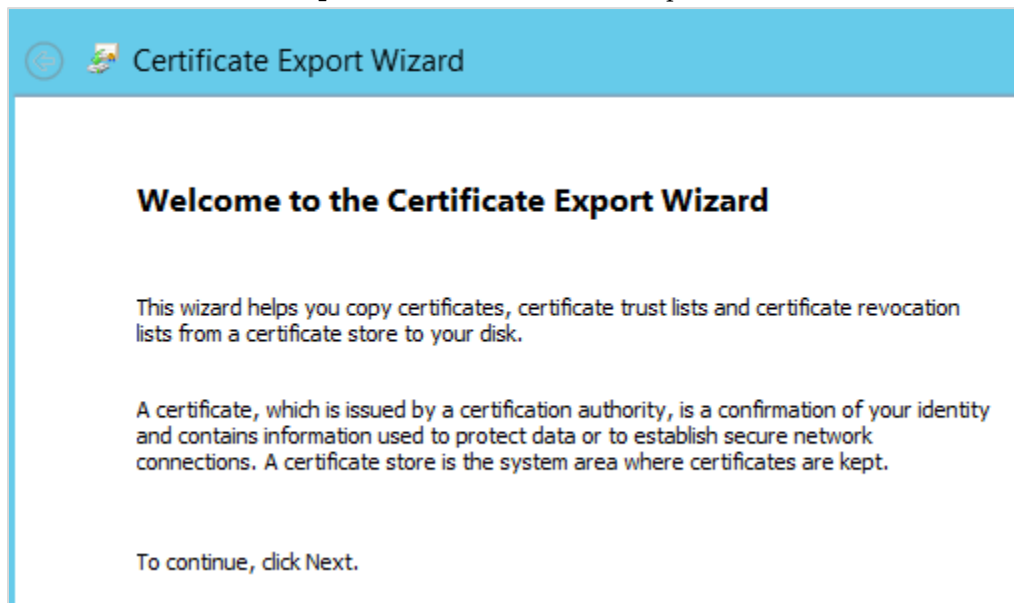 Certificate Export Wizard
Welcome to the Certificate Export Wizard
This wizard helps you copy certificates, certificate trust lists and certificate revocation
lists from a certificate store to your disk.
A certificate, which is issued by a certification authority, is a confirmation of your identity
and contains information used to protect data or to establish secure network
connections. A certificate store is the system area where certificates are kept.
To continue, click Next.